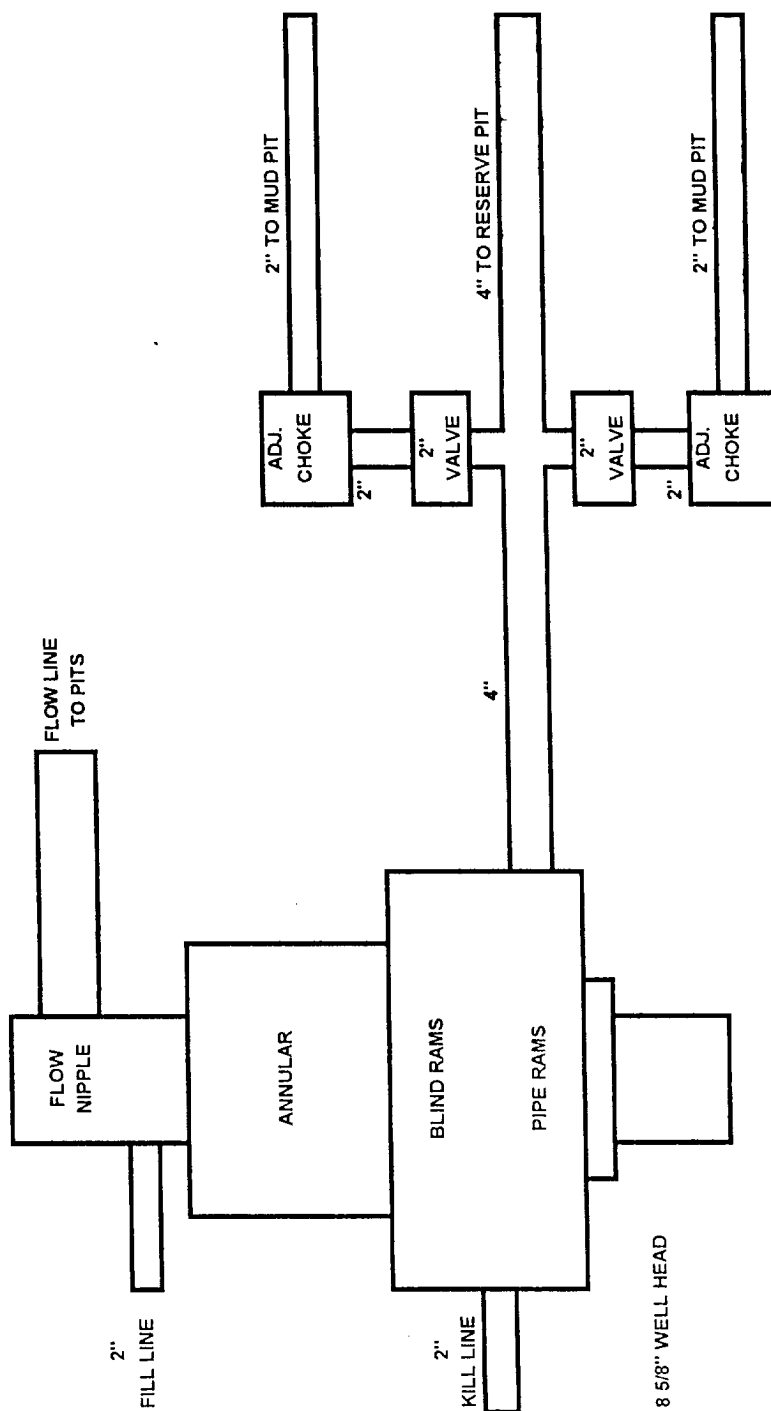 FLOW LINE
TO PITS
FLOW
NIPPLE
2"
FILL LINE
ANNULAR
BLIND RAMS
PIPE RAMS
2"
KILL LINE
8 5/8" WELL HEAD
4"
2" TO MUD PIT
ADJ.
CHOKE
2"
2"
VALVE
4" TO RESERVE PIT
2"
VALVE
2"
ADJ.
CHOKE
2" TO MUD PIT